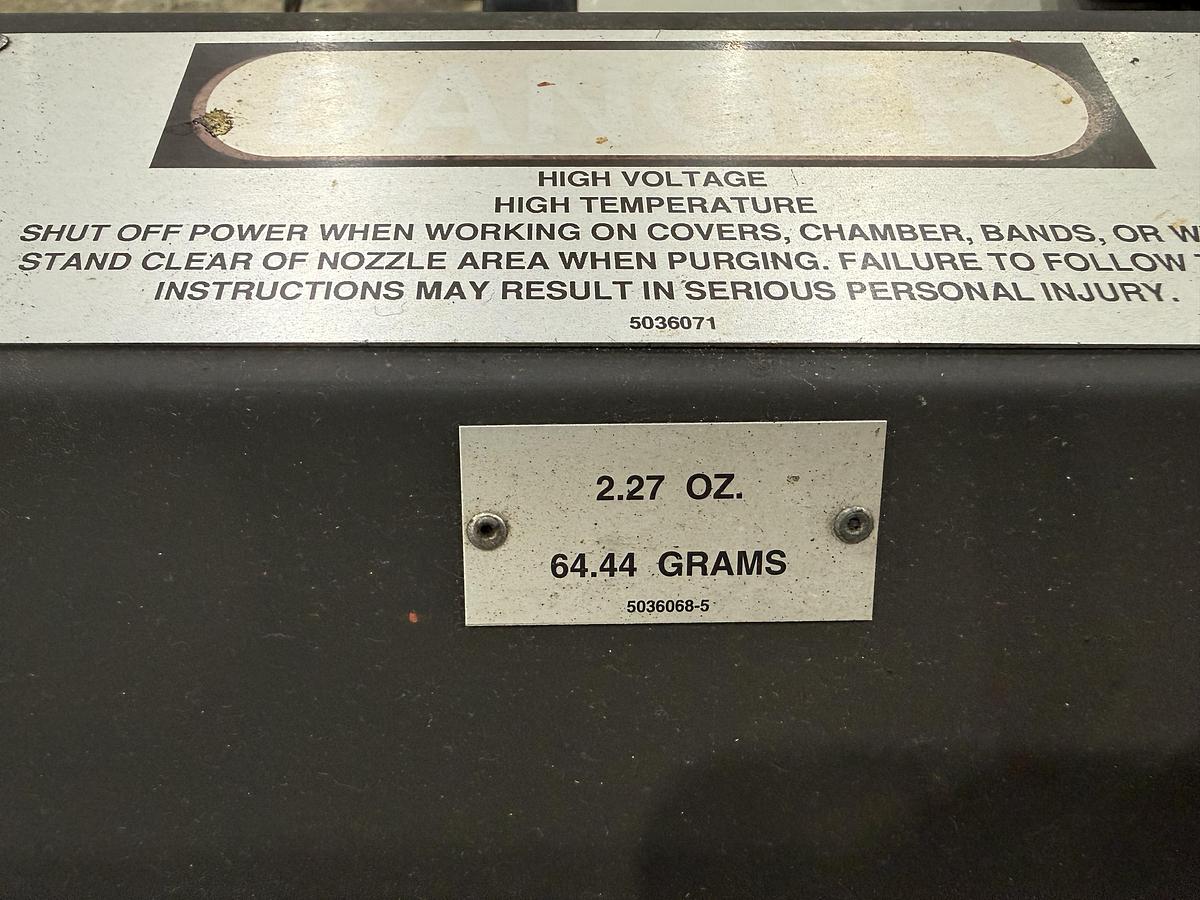 DANGER
HIGH VOLTAGE
HIGH TEMPERATURE
SHUT OFF POWER WHEN WORKING ON COVERS, CHAMBER, BANDS, OR
STAND CLEAR OF NOZZLE AREA WHEN PURGING. FAILURE TO FOLLOW
INSTRUCTIONS MAY RESULT IN SERIOUS PERSONAL INJURY.
5036071
2.27 OZ.
64.44 GRAMS
5036068-5